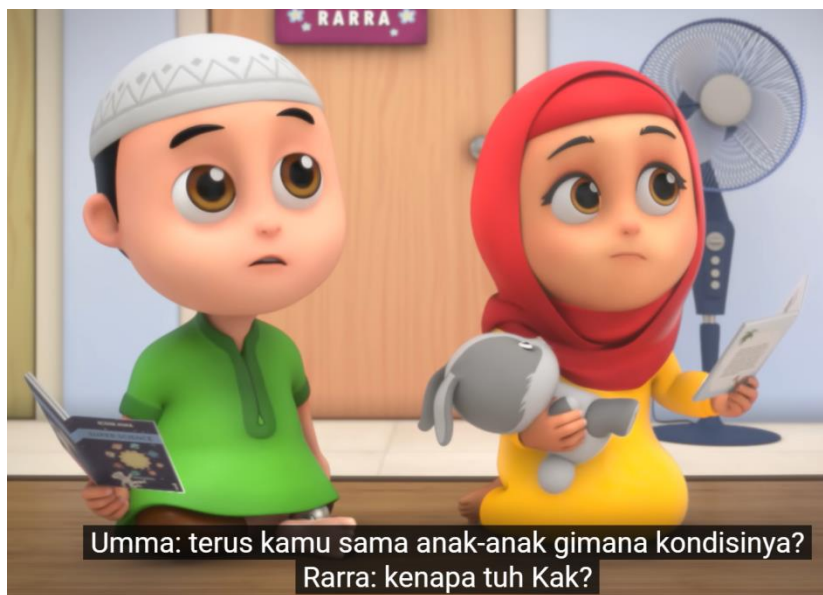 RARRA
Umma: terus kamu sama anak-anak gimana kondisinya?
Rarra: kenapa tuh Kak?